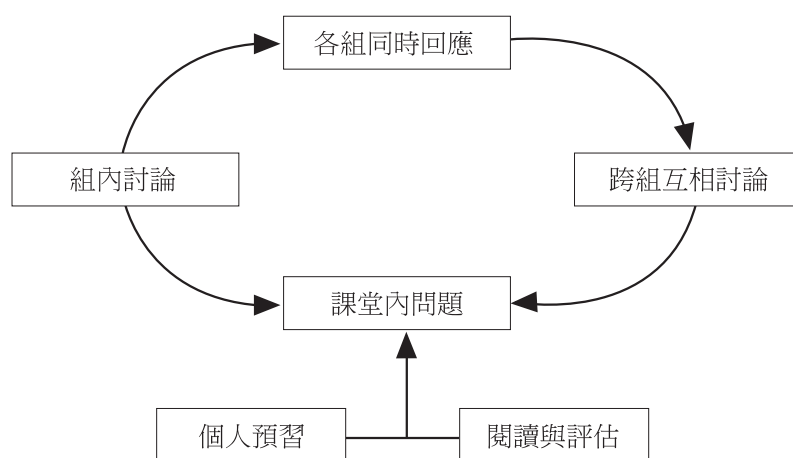 各組同時回應
組內討論
跨組互相討論
課堂內問題
個人預習
閱讀與評估